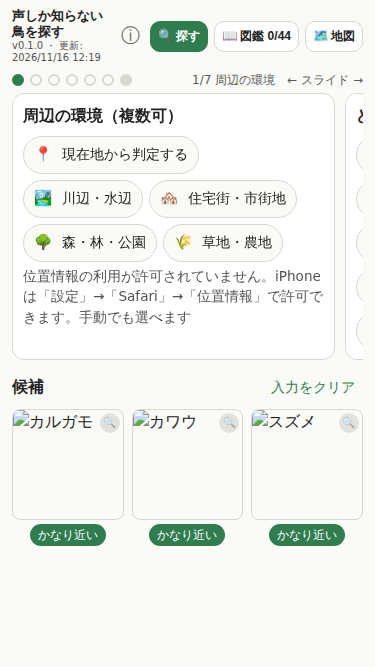 声しか知らない
鳥を探す
v0.1.0 ・ 更新:
2026/11/16 12:19
ⓘ
🔍 探す
📖 図鑑 0/44
🗺️ 地図
1/7 周辺の環境 ← スライド →
周辺の環境（複数可）
📍 現在地から判定する
🏞️ 川辺・水辺
🏘️ 住宅街・市街地
🌳 森・林・公園
🌾 草地・農地
位置情報の利用が許可されていません。iPhone
は「設定」→「Safari」→「位置情報」で許可で
きます。手動でも選べます
候補
入力をクリア
カルガモ
カワウ
スズメ
かなり近い
かなり近い
かなり近い